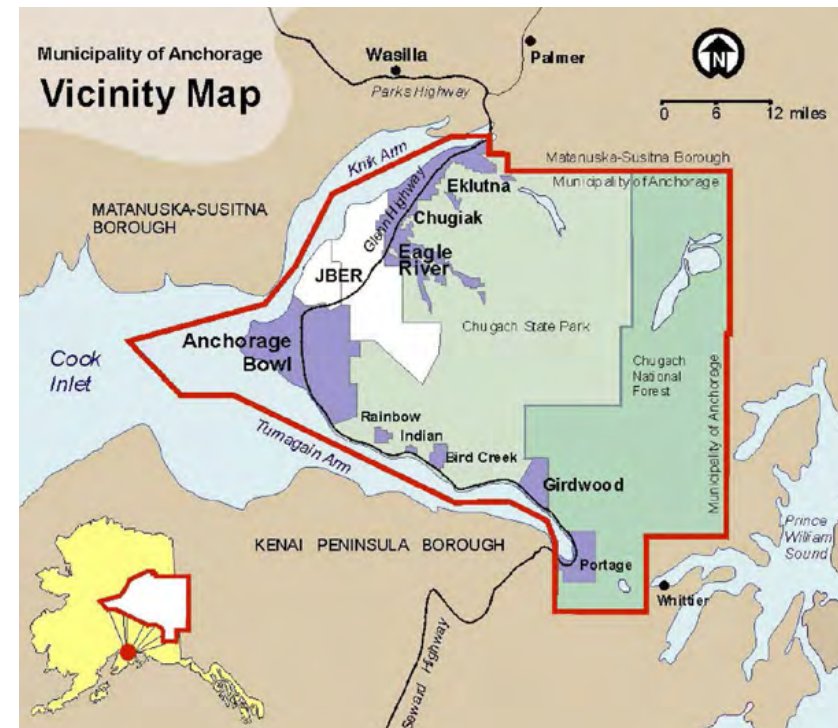 Municipality of Anchorage
Vicinity Map
Wasilla
Palmer
Parks Highway
N
0 6 12 miles
Knik Arm
Matanuska-Susitna Borough
Municipality of Anchorage
Eklutna
Glenn Highway
Chugiak
MATANUSKA-SUSITNA
BOROUGH
Eagle
River
JBER
Chugach State Park
Anchorage
Bowl
Cook
Inlet
Chugach
National
Forest
Municipality of Anchorage
Rainbow
Indian
Bird Creek
Turnagain Arm
Girdwood
Prince
William
Sound
KENAI PENINSULA BOROUGH
Portage
Whittier
Seward Highway